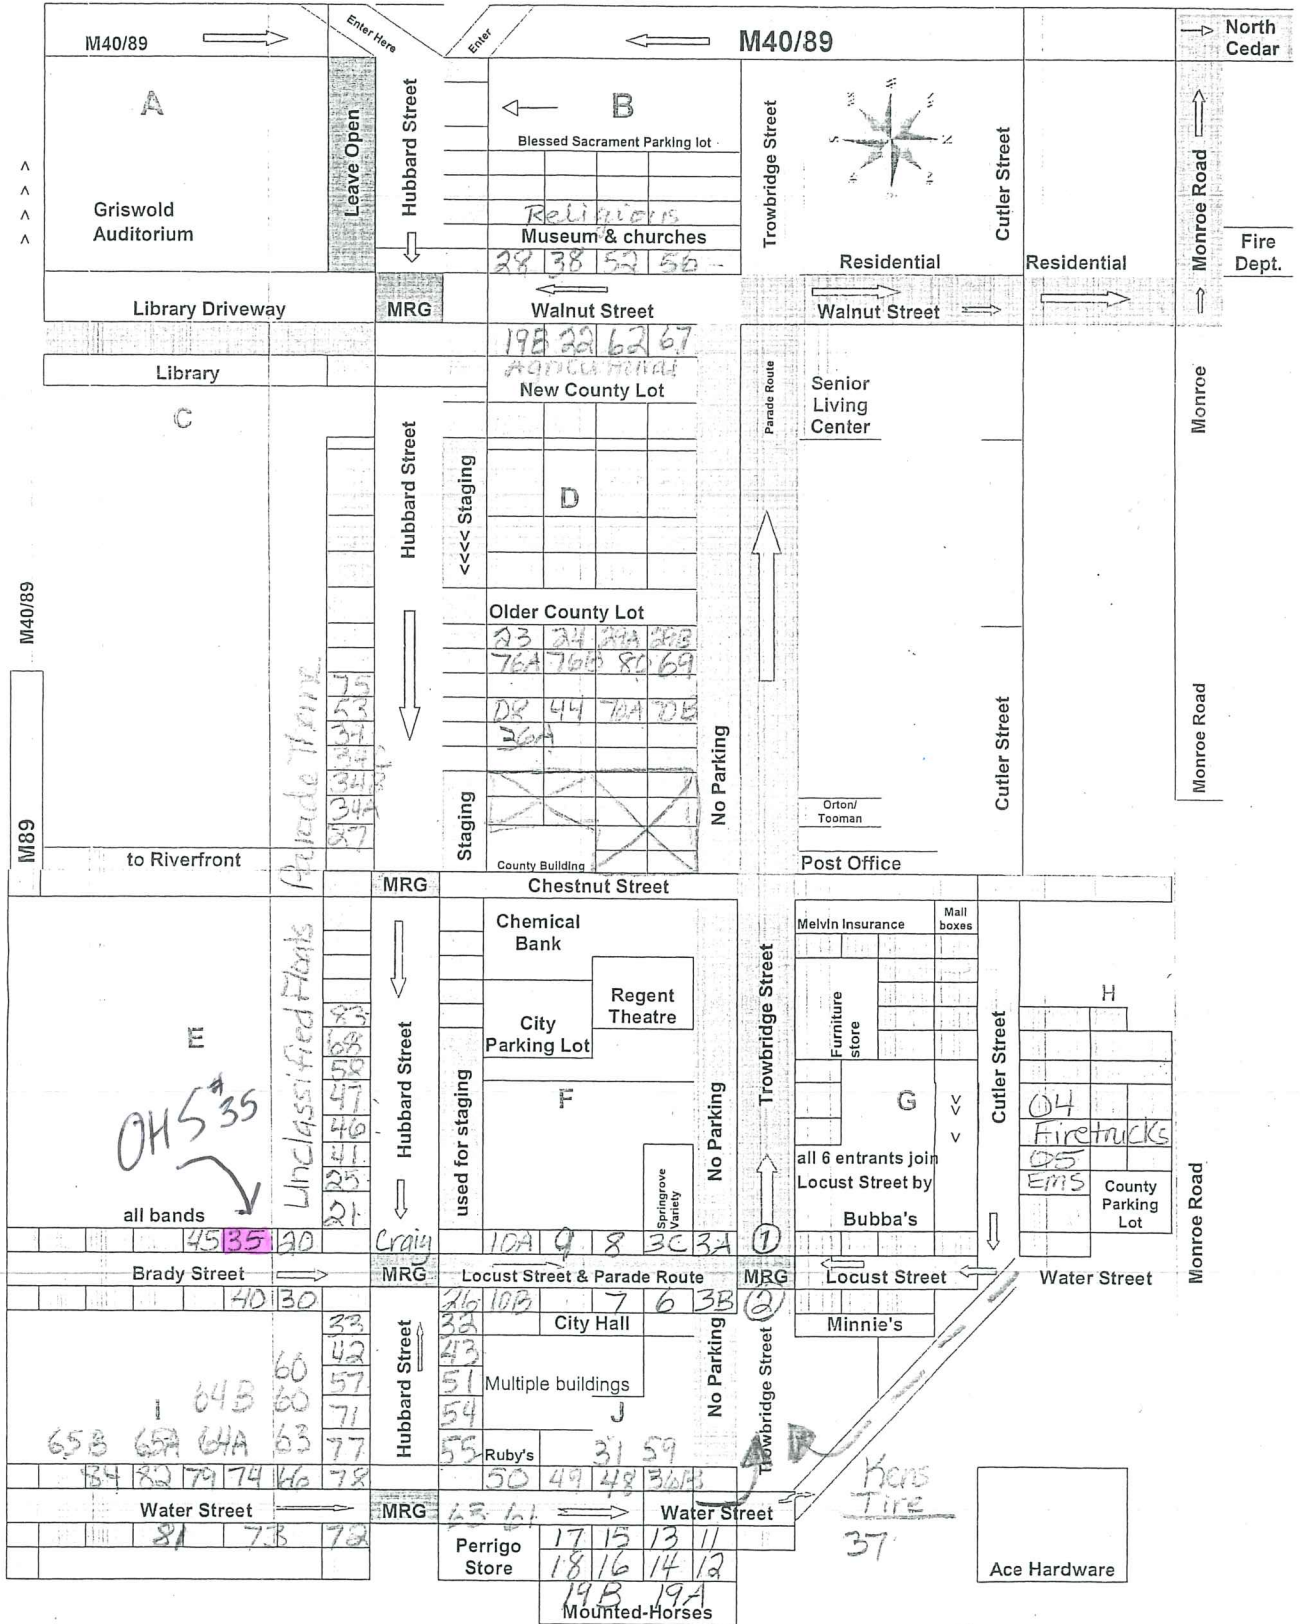 M40/89
Enter Here
Enter
M40/89
North
Cedar
A
Leave Open
Hubbard Street
B
Blessed Sacrament Parking lot
Trowbridge Street
Cutler Street
Monroe Road
Griswold
Auditorium
Religious
Museum & churches
28 38 52 56
Residential
Residential
Fire
Dept.
Library Driveway
MRG
Walnut Street
Walnut Street
19B 22 62 67
Library
Agricultural
New County Lot
C
Hubbard Street
<<<< Staging
D
Parade Route
Senior
Living
Center
Monroe
M40/89
Older County Lot
23 24 29A 29B
76A 76B 80 69
D8 44 70A 70B
26A
Parade Theme
75
53
37
34C
34B
34A
27
Staging
No Parking
Cutler Street
Monroe Road
Orton/
Tooman
M89
to Riverfront
County Building
Post Office
MRG
Chestnut Street
Chemical
Bank
Melvin Insurance
Mail
boxes
Regent
Theatre
City
Parking Lot
Trowbridge Street
Furniture
store
H
E
OHS #35
Unclassified Floats
83
68
58
47
46
41
25
21
Hubbard Street
used for staging
F
No Parking
G
Cutler Street
04
Firetrucks
05
EMS
County
Parking
Lot
Monroe Road
all 6 entrants join
Locust Street by
Springrove
Variety
Bubba's
all bands
45 35 20
Craig
10A 9 8 3C 3A
1
Brady Street
MRG
Locust Street & Parade Route
MRG
Locust Street
Water Street
40 30
26 10B 7 6 3B
2
City Hall
Minnie's
33
42
57
71
77
Hubbard Street
32
43
51
54
55
Multiple buildings
J
No Parking
Trowbridge Street
60
64B 60
I
65B 65A 64A 63
Ruby's
31 59
84 82 79 74 66 78
50 49 48 36B
Kens
Tire
37
Water Street
MRG
65 61
Water Street
81 73 72
Perrigo
Store
17 15 13 11
18 16 14 12
19B 19A
Mounted-Horses
Ace Hardware